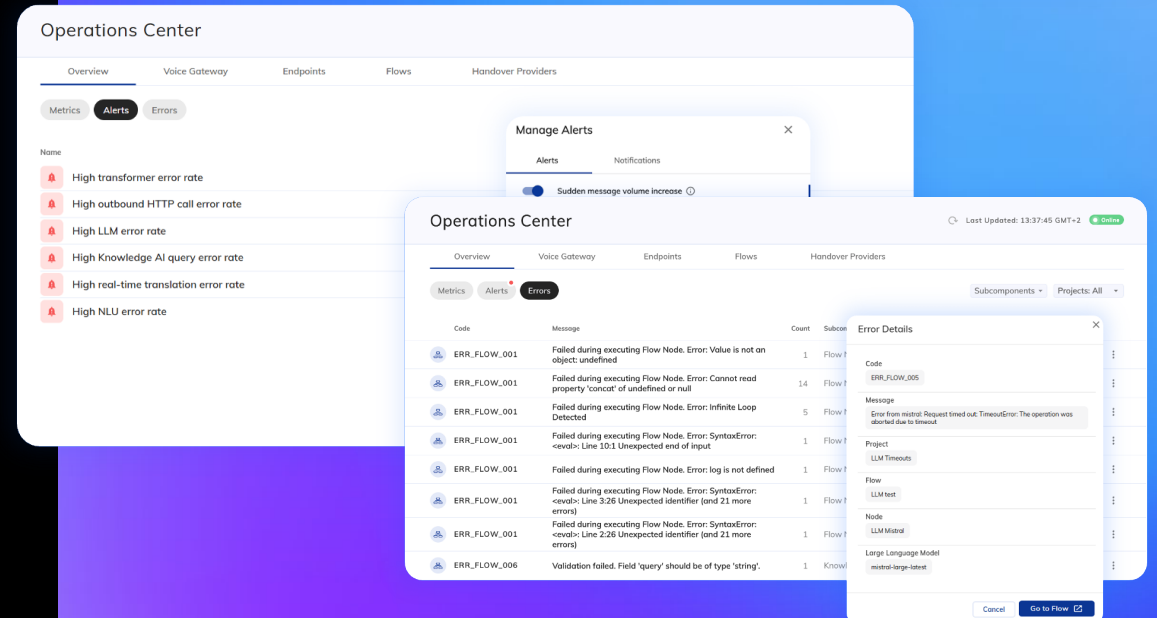 Operations Center
Overview Voice Gateway Endpoints Flows Handover Providers
Metrics Alerts Errors
Name
High transformer error rate
High outbound HTTP call error rate
High LLM error rate
High Knowledge AI query error rate
High real-time translation error rate
High NLU error rate
Manage Alerts
Alerts Notifications
Sudden message volume increase
Operations Center
Last Updated: 13:37:45 GMT+2 Online
Overview Voice Gateway Endpoints Flows Handover Providers
Metrics Alerts Errors
Subcomponents Projects: All
Code Message Count Subcon
ERR_FLOW_001 Failed during executing Flow Node. Error: Value is not an
object: undefined
1 Flow
ERR_FLOW_001 Failed during executing Flow Node. Error: Cannot read
property 'concat' of undefined or null
14 Flow
ERR_FLOW_001 Failed during executing Flow Node. Error: Infinite Loop
Detected
5 Flow
ERR_FLOW_001 Failed during executing Flow Node. Error: SyntaxError:
<eval>: Line 10:1 Unexpected end of input
1 Flow
ERR_FLOW_001 Failed during executing Flow Node. Error: log is not defined
1 Flow
ERR_FLOW_001 Failed during executing Flow Node. Error: SyntaxError:
<eval>: Line 3:26 Unexpected identifier (and 21 more
errors)
1 Flow
ERR_FLOW_001 Failed during executing Flow Node. Error: SyntaxError:
<eval>: Line 2:26 Unexpected identifier (and 21 more
errors)
1 Flow
ERR_FLOW_006 Validation failed. Field 'query' should be of type 'string'.
1 Knowl
Error Details
Code
ERR_FLOW_005
Message
Error from mistral: Request timed out: TimeoutError: The operation was
aborted due to timeout
Project
LLM Timeouts
Flow
LLM test
Node
LLM Mistral
Large Language Model
mistral-large-latest
Cancel Go to Flow